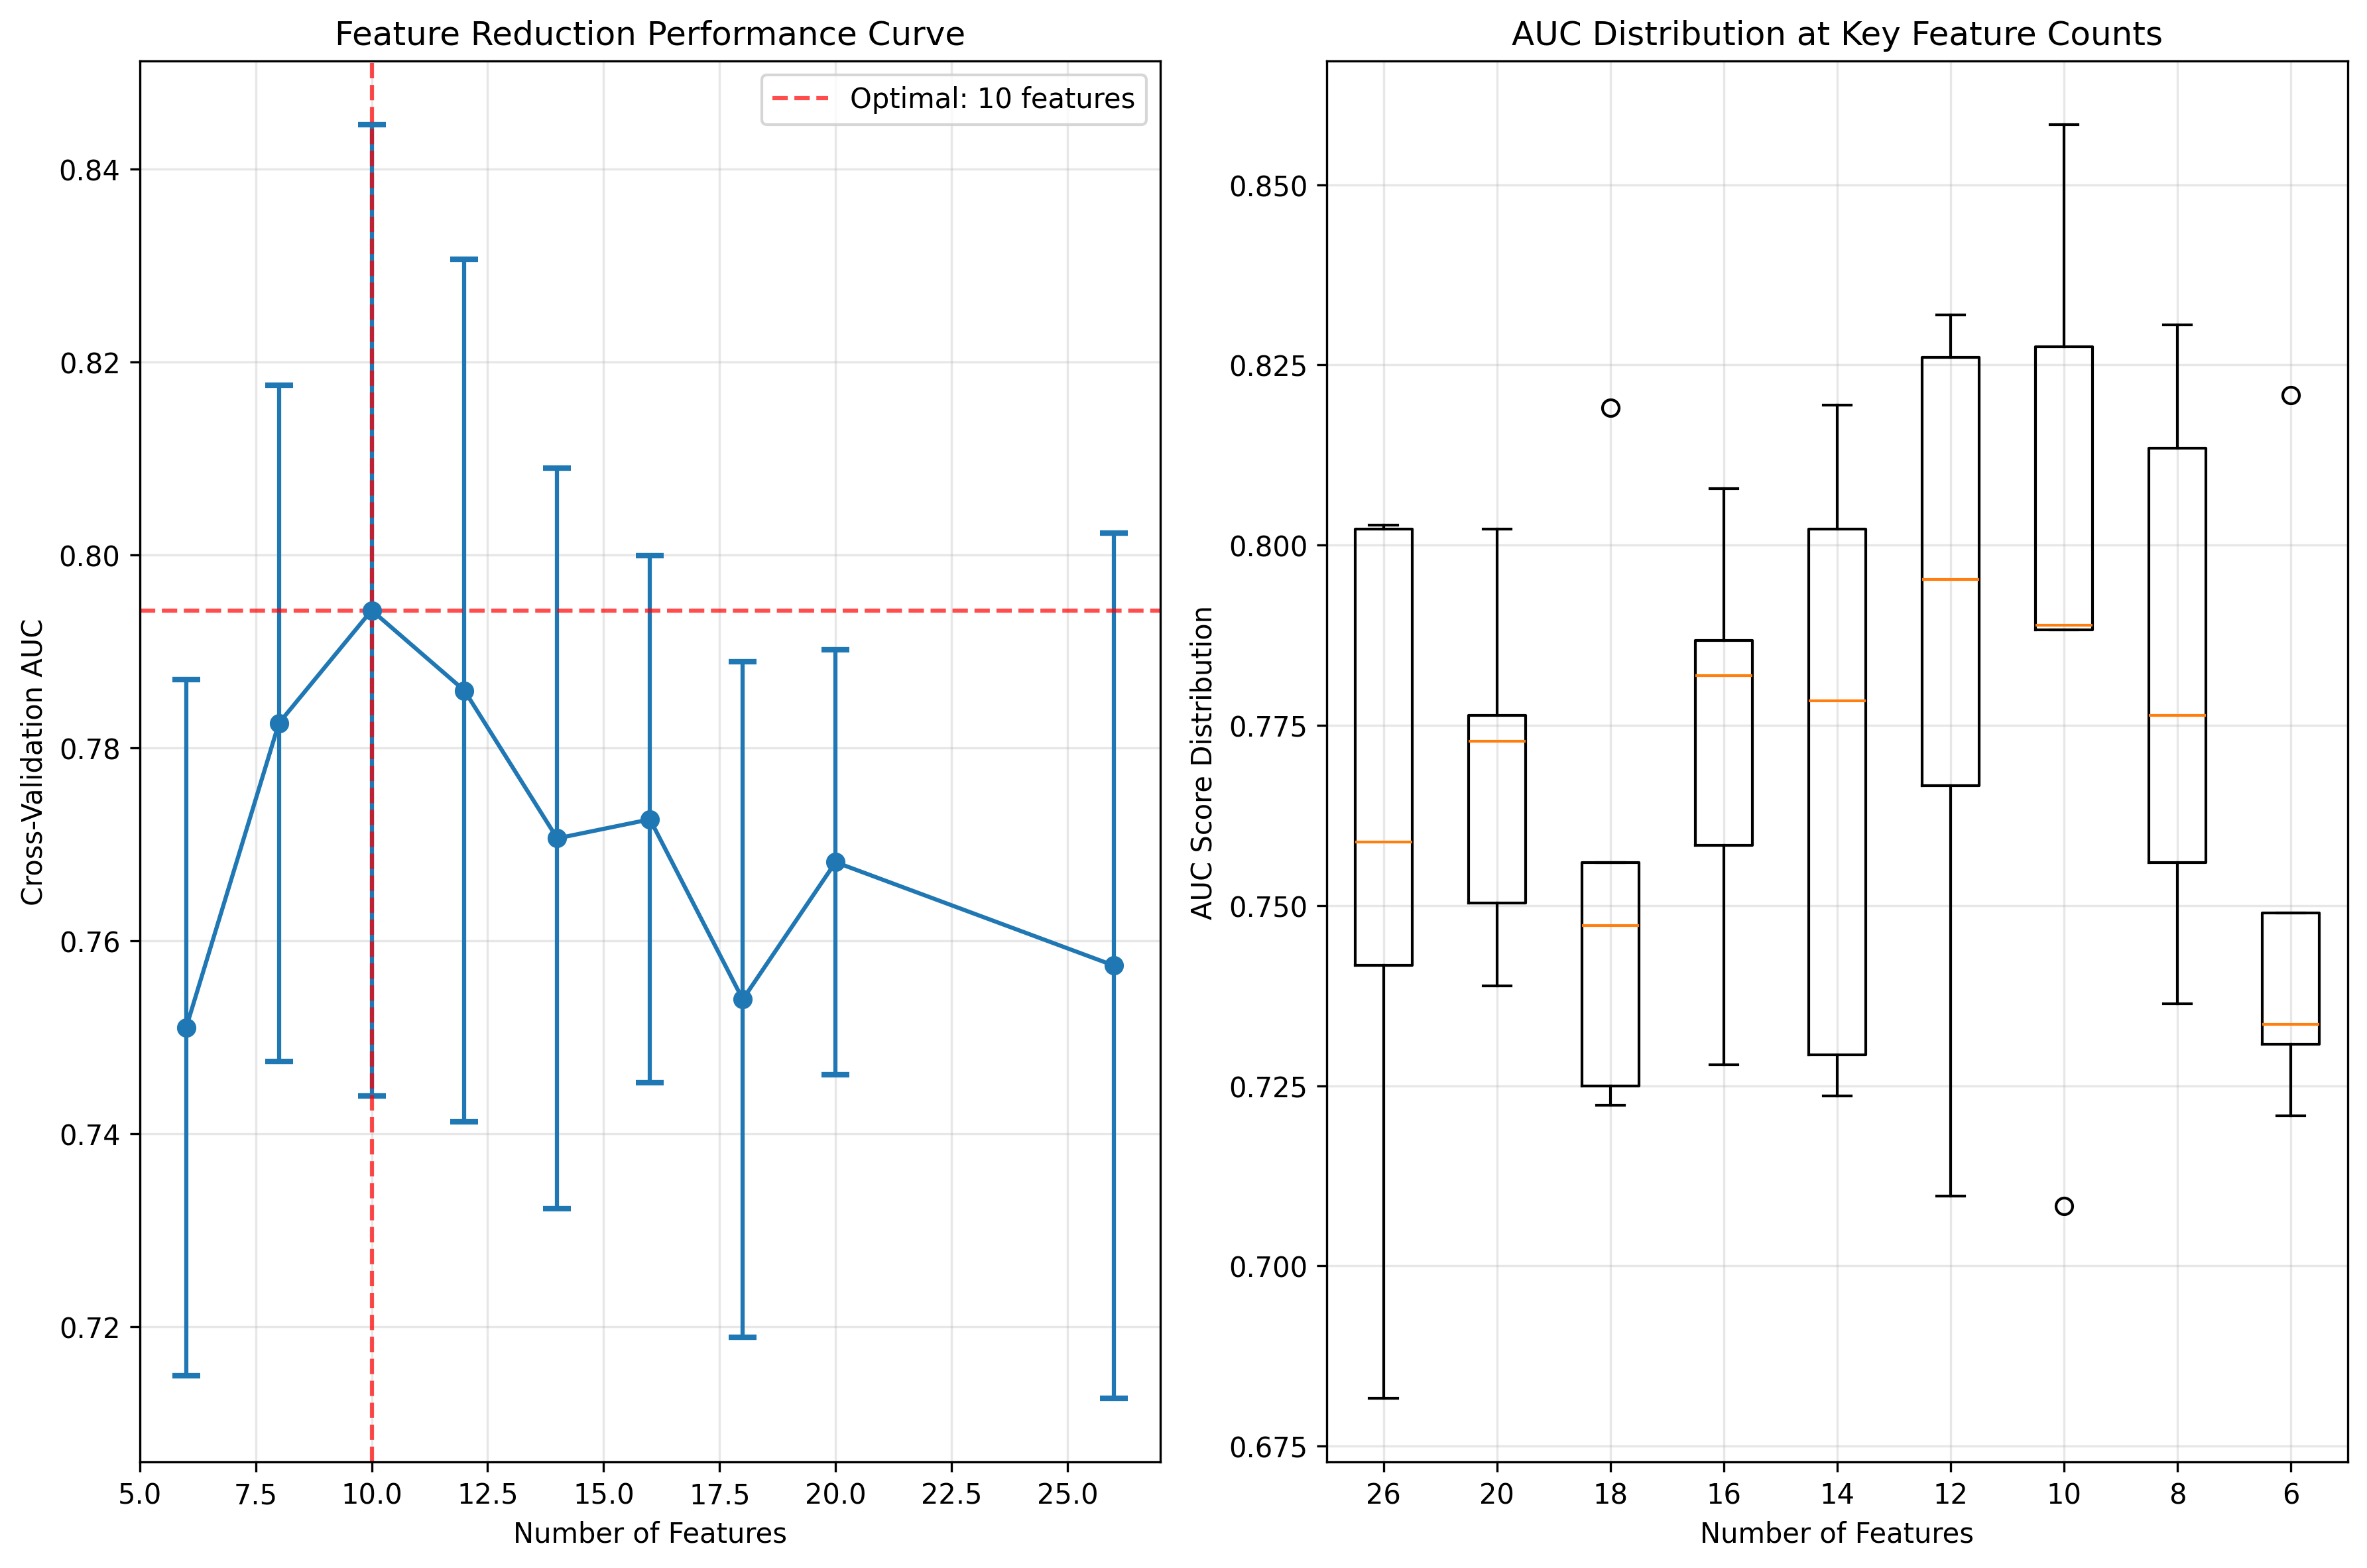 Feature Reduction Performance Curve
Optimal: 10 features
Cross-Validation AUC
0.84
0.82
0.80
0.78
0.76
0.74
0.72
5.0 7.5 10.0 12.5 15.0 17.5 20.0 22.5 25.0
Number of Features
AUC Distribution at Key Feature Counts
AUC Score Distribution
0.850
0.825
0.800
0.775
0.750
0.725
0.700
0.675
26 20 18 16 14 12 10 8 6
Number of Features